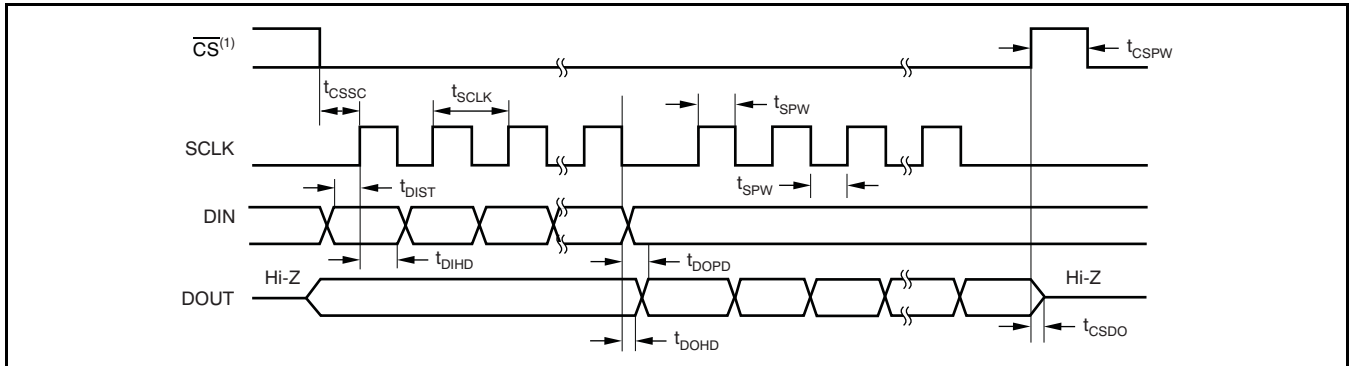 CS(1)
tCSPW
tCSSC
tSCLK
tSPW
SCLK
tDIST
tSPW
DIN
Hi-Z
tDIHD
tDOPD
Hi-Z
DOUT
tDOHD
tCSDO